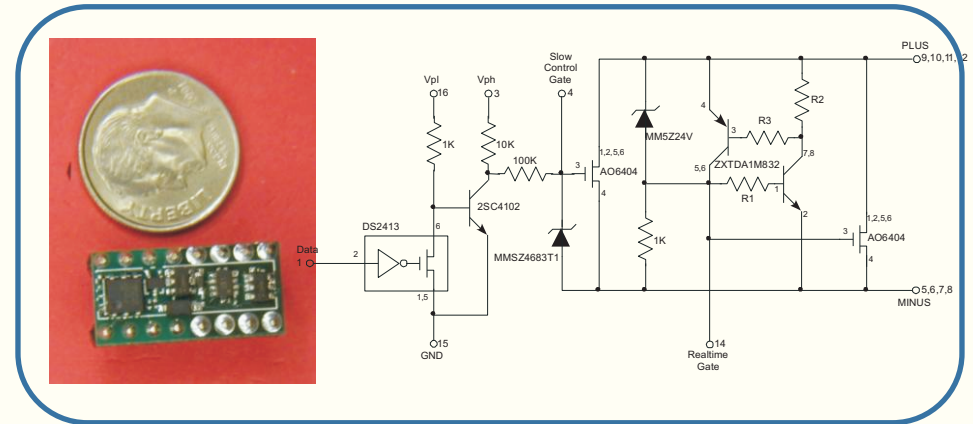 LIBERTY
Data
1
Vpl
16
1K
Vph
3
10K
100K
Slow
Control
Gate
4
DS2413
2
6
1,5
2SC4102
GND
15
MMSZ4683T1
3
1,2,5,6
AO6404
4
MM5Z24V
1K
4
3
5,6
ZXTDA1M832
R3
R2
7,8
R1
1
2
14
Realtime
Gate
PLUS
9,10,11,12
1,2,5,6
3
AO6404
4
5,6,7,8
MINUS